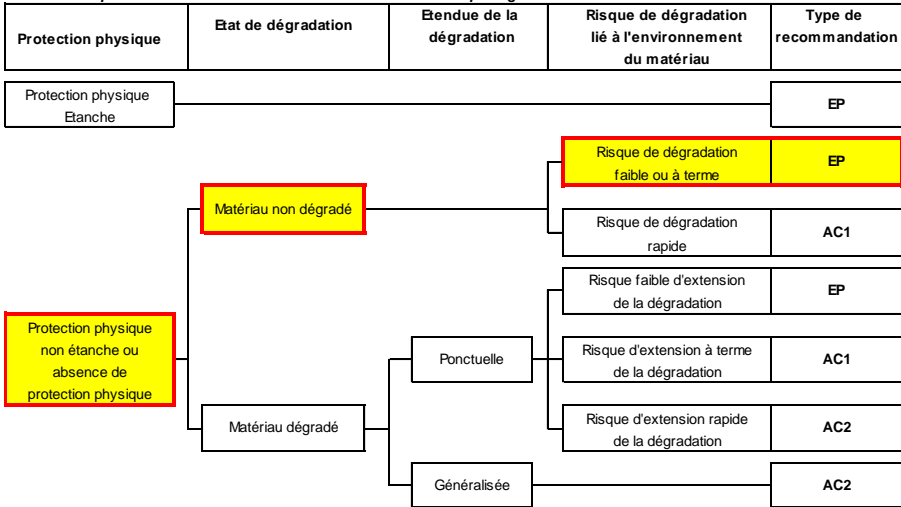 Protection physique
Etat de dégradation
Etendue de la
dégradation
Risque de dégradation
lié à l'environnement
du matériau
Type de
recommandation
Protection physique
Etanche
EP
Risque de dégradation
faible ou à terme
EP
Matériau non dégradé
Risque de dégradation
rapide
AC1
Risque faible d'extension
de la dégradation
EP
Protection physique
non étanche ou
absence de
protection physique
Ponctuelle
Risque d'extension à terme
de la dégradation
AC1
Matériau dégradé
Risque d'extension rapide
de la dégradation
AC2
Généralisée
AC2